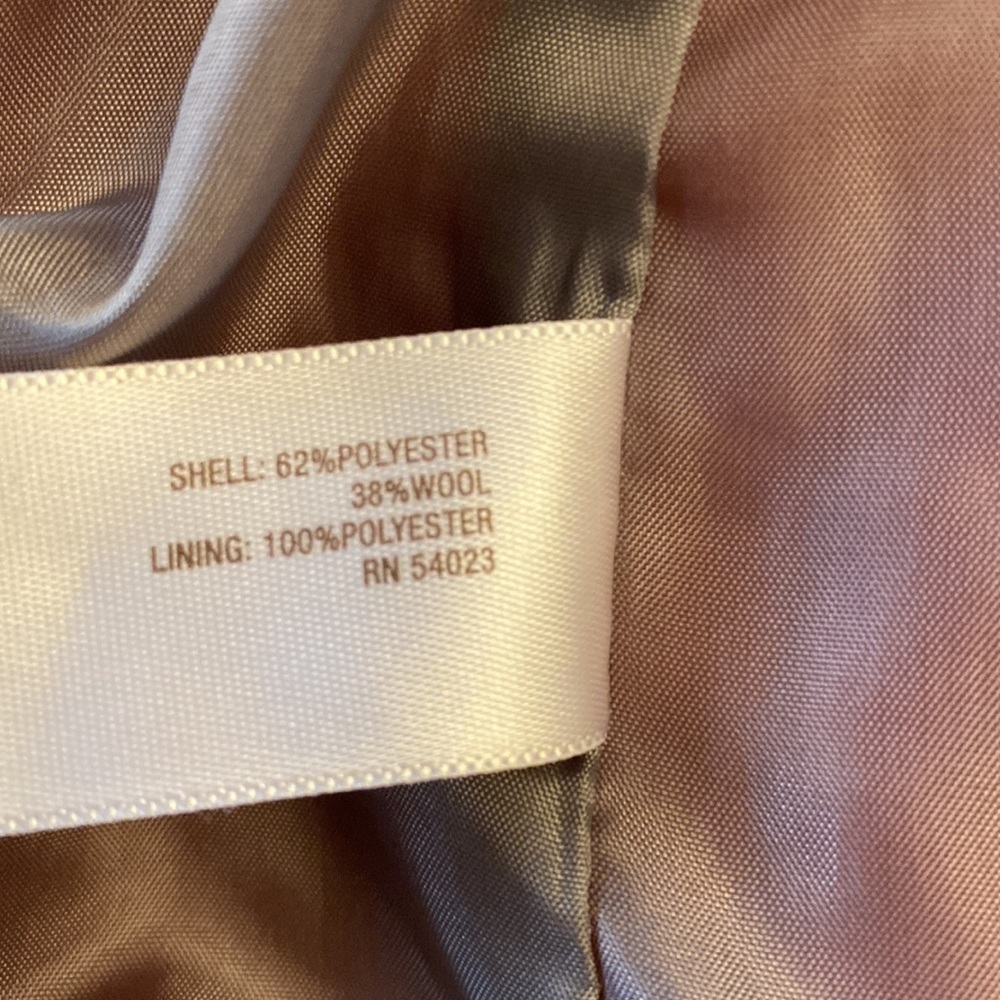 SHELL: 62%POLYESTER
38%WOOL
LINING: 100%POLYESTER
RN 54023